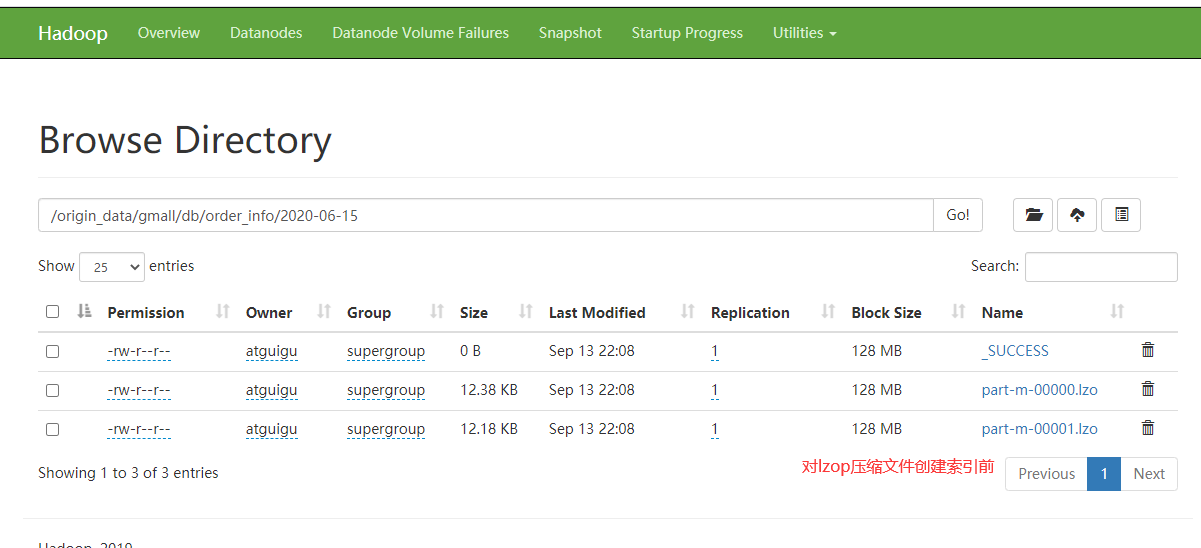 Hadoop Overview Datanodes Datanode Volume Failures Snapshot Startup Progress Utilities
Browse Directory
/origin_data/gmall/db/order_info/2020-06-15 Go!
Show 25 entries Search:
Permission Owner Group Size Last Modified Replication Block Size Name
-rw-r--r-- atguigu supergroup 0 B Sep 13 22:08 1 128 MB _SUCCESS
-rw-r--r-- atguigu supergroup 12.38 KB Sep 13 22:08 1 128 MB part-m-00000.lzo
-rw-r--r-- atguigu supergroup 12.18 KB Sep 13 22:08 1 128 MB part-m-00001.lzo
Showing 1 to 3 of 3 entries 对lzop压缩文件创建索引前 Previous 1 Next
Hadoop, 2019